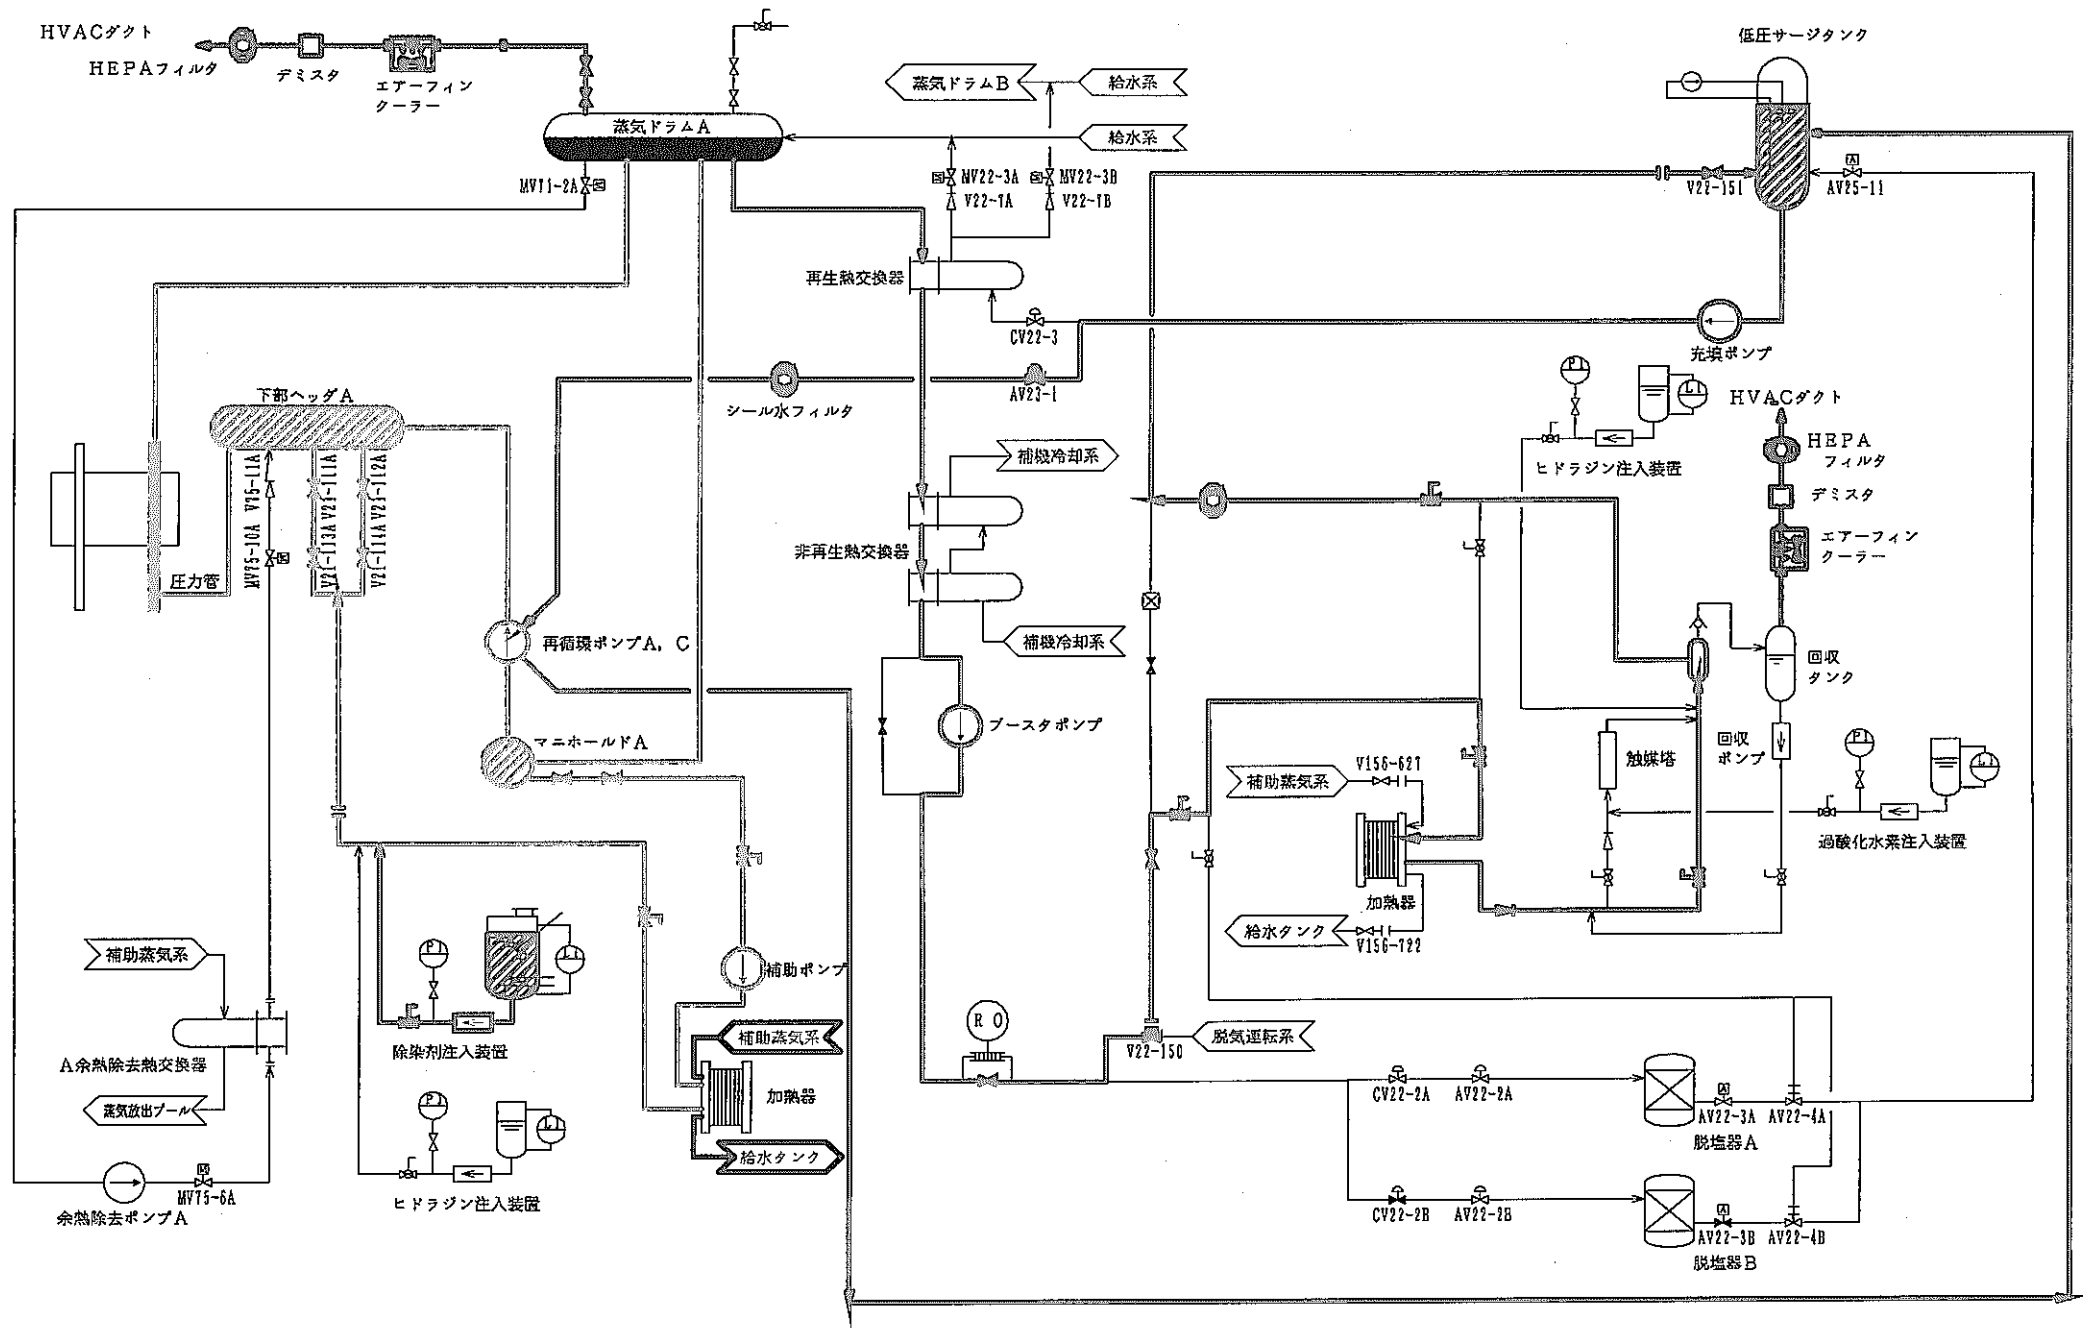 HVACダクト
HEPAフィルタ
デミスタ
エアーフィン
クーラー
蒸気ドラムA
蒸気ドラムB
給水系
給水系
低圧サージタンク
MV71-2A
MV22-3A
V22-7A
MV22-3B
V22-7B
V22-151
AV25-11
再生熱交換器
CV22-3
充填ポンプ
AV23-1
シール水フィルタ
下部ヘッダA
圧力管
V75-11A
MV75-10A
V21-111A
V21-113A
V21-112A
V21-114A
補機冷却系
非再生熱交換器
補機冷却系
PI
LI
ヒドラジン注入装置
HVACダクト
HEPA
フィルタ
デミスタ
エアーフィン
クーラー
回収
タンク
回収
ポンプ
再循環ポンプA, C
マニホールドA
ブースタポンプ
触媒塔
PI
LI
過酸化水素注入装置
補助蒸気系
V156-627
加熱器
給水タンク
V156-722
補助蒸気系
A余熱除去熱交換器
蒸気放出プール
MV75-6A
余熱除去ポンプA
PI
LI
除染剤注入装置
PI
LI
ヒドラジン注入装置
補助ポンプ
補助蒸気系
加熱器
給水タンク
RO
V22-150
脱気運転系
CV22-2A
AV22-2A
AV22-3A
AV22-4A
脱塩器A
CV22-2B
AV22-2B
AV22-3B
AV22-4B
脱塩器B